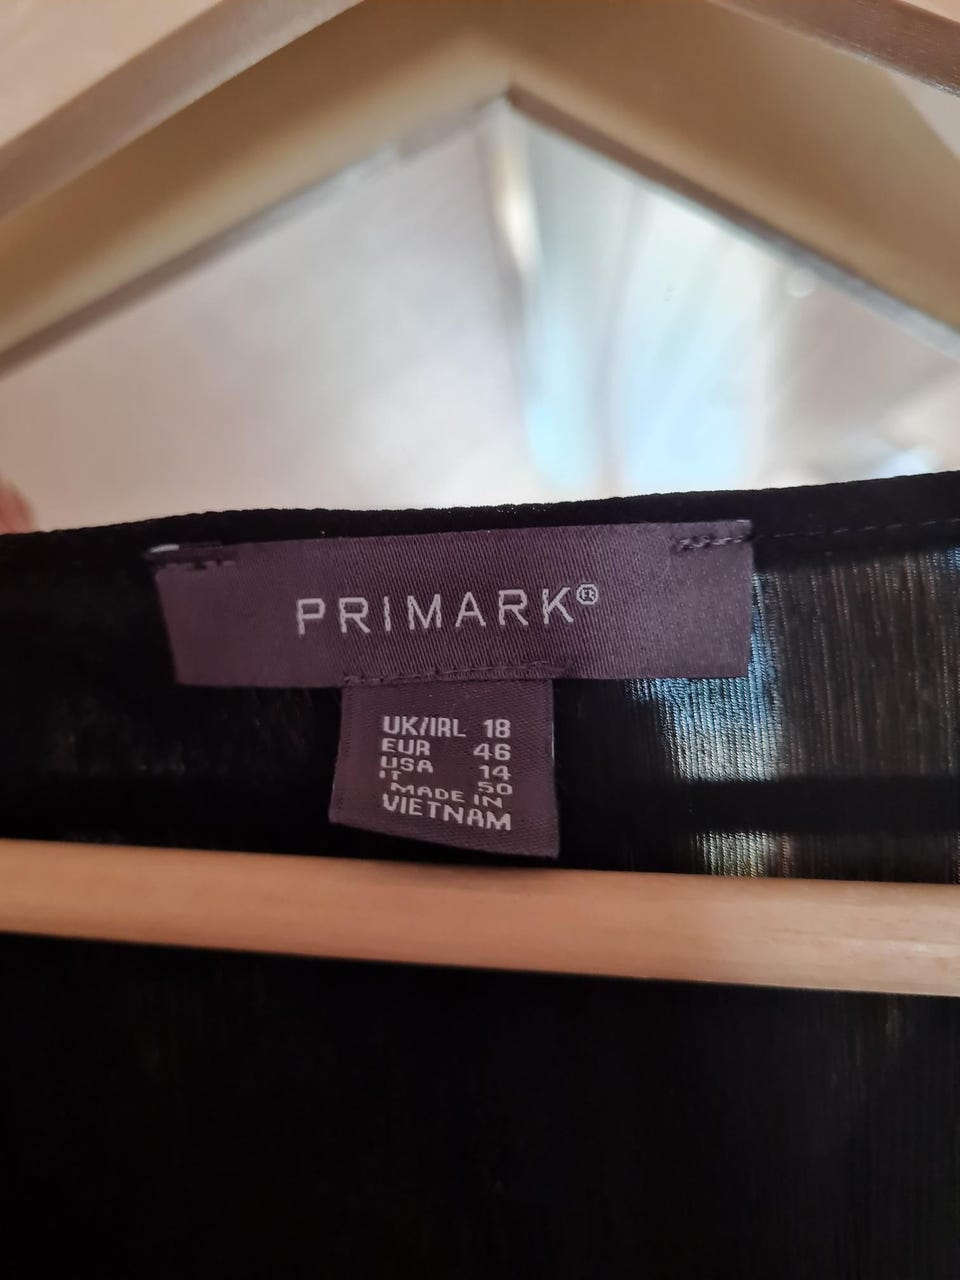 PRIMARK®
UK/IRL 18
EUR 46
USA 14
IT 50
MADE IN
VIETNAM